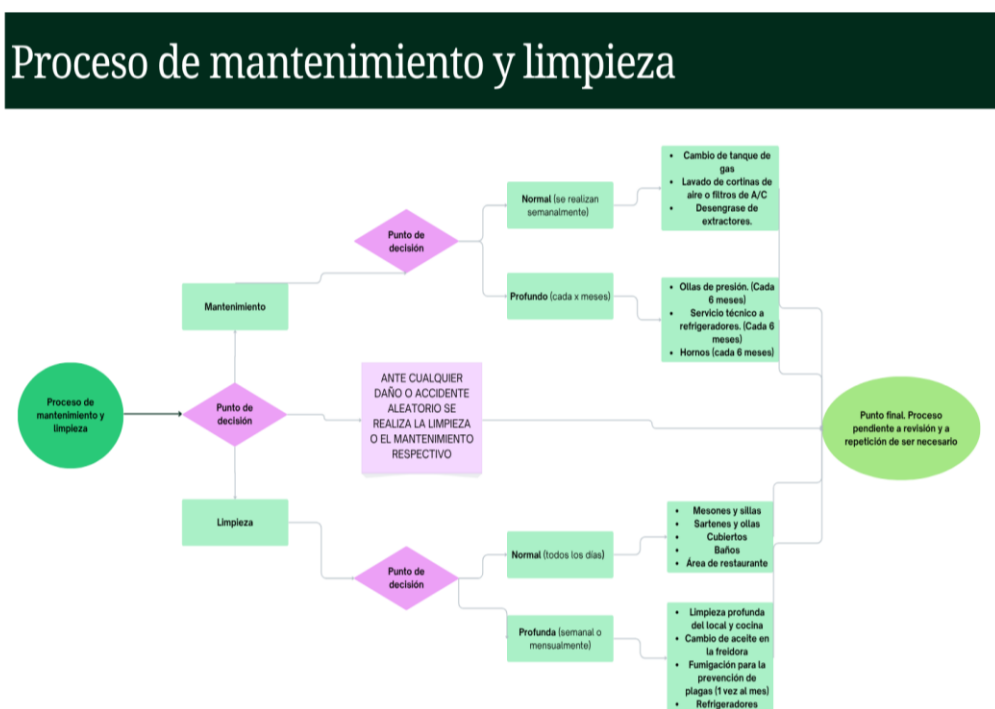 Proceso de mantenimiento y limpieza
Proceso de
mantenimiento y
limpieza
Punto de
decisión
Mantenimiento
Punto de
decisión
Normal (se realizan
semanalmente)
• Cambio de tanque de
gas
• Lavado de cortinas de
aire o filtros de A/C
• Desengrase de
extractores.
Profundo (cada x meses)
• Ollas de presión. (Cada
6 meses)
• Servicio técnico a
refrigeradores. (Cada 6
meses)
• Hornos (cada 6 meses)
ANTE CUALQUIER
DAÑO O ACCIDENTE
ALEATORIO SE
REALIZA LA LIMPIEZA
O EL MANTENIMIENTO
RESPECTIVO
Limpieza
Punto de
decisión
Normal (todos los días)
• Mesones y sillas
• Sartenes y ollas
• Cubiertos
• Baños
• Área de restaurante
Profunda (semanal o
mensualmente)
• Limpieza profunda
del local y cocina
• Cambio de aceite en
la freidora
• Fumigación para la
prevención de
plagas (1 vez al mes)
• Refrigeradores
Punto final. Proceso
pendiente a revisión y a
repetición de ser necesario